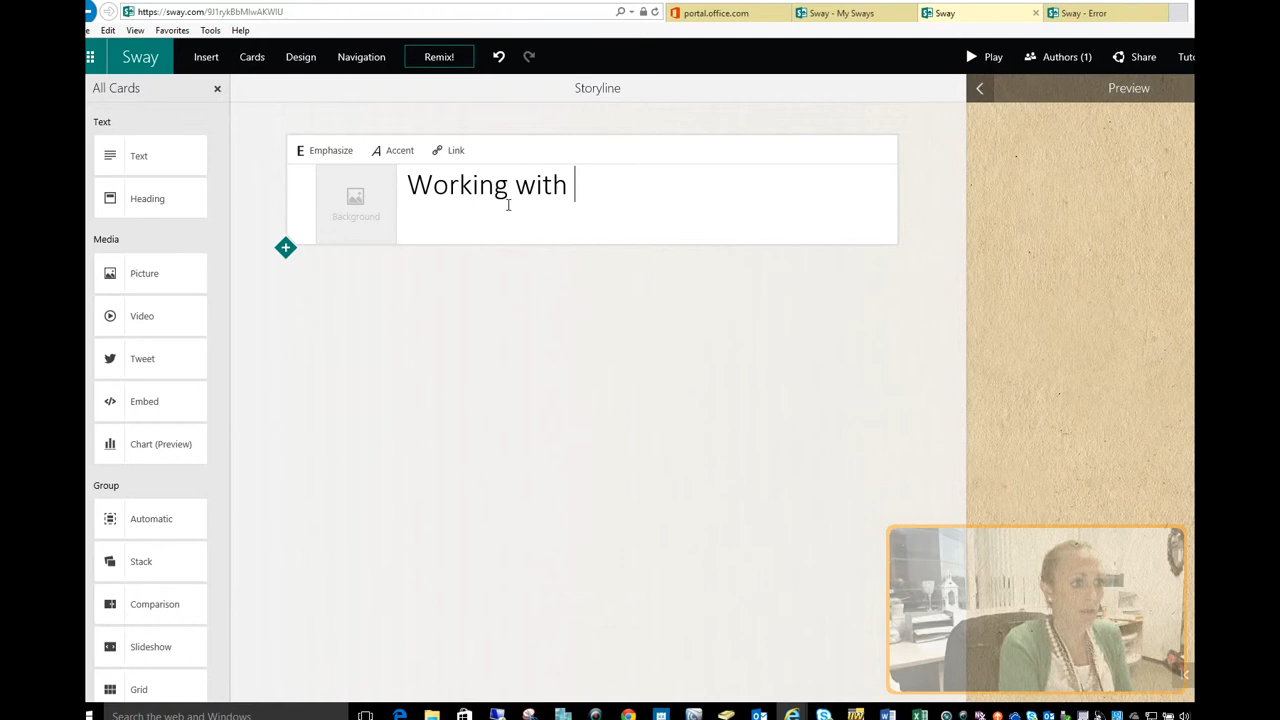 https://sway.com/9J1rykBbMlwAKWIU
portal.office.com
Sway - My Sways
Sway
Sway - Error
Edit View Favorites Tools Help
Sway Insert Cards Design Navigation Remix! Play Authors (1) Share Tuto
All Cards
Storyline
Preview
Text
Text
Heading
Media
Picture
Video
Tweet
Embed
Chart (Preview)
Group
Automatic
Stack
Comparison
Slideshow
Grid
E Emphasize A Accent Link
Background
Working with
Search the web and Windows